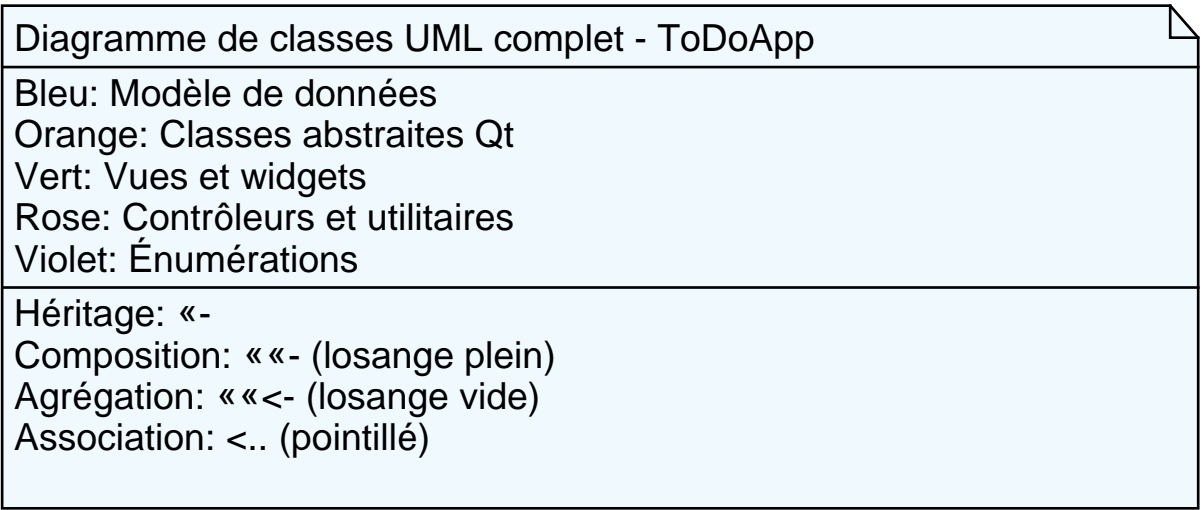 Diagramme de classes UML complet - ToDoApp
Bleu: Modèle de données
Orange: Classes abstraites Qt
Vert: Vues et widgets
Rose: Contrôleurs et utilitaires
Violet: Énumérations
Héritage: «-
Composition: ««- (losange plein)
Agrégation: ««<- (losange vide)
Association: <.. (pointillé)